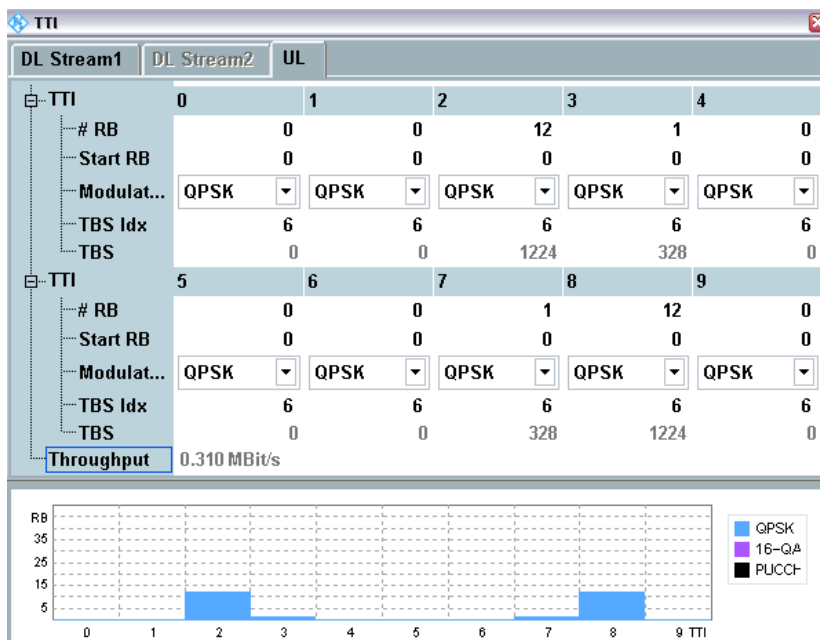 TTI
DL Stream1 DL Stream2 UL
TTI 0 1 2 3 4
# RB 0 0 12 1 0
Start RB 0 0 0 0 0
Modulat... QPSK QPSK QPSK QPSK QPSK
TBS Idx 6 6 6 6 6
TBS 0 0 1224 328 0
TTI 5 6 7 8 9
# RB 0 0 1 12 0
Start RB 0 0 0 0 0
Modulat... QPSK QPSK QPSK QPSK QPSK
TBS Idx 6 6 6 6 6
TBS 0 0 328 1224 0
Throughput 0.310 MBit/s
RB
35
25
15
5
0 1 2 3 4 5 6 7 8 9 TTI
QPSK
16-QA
PUCCH